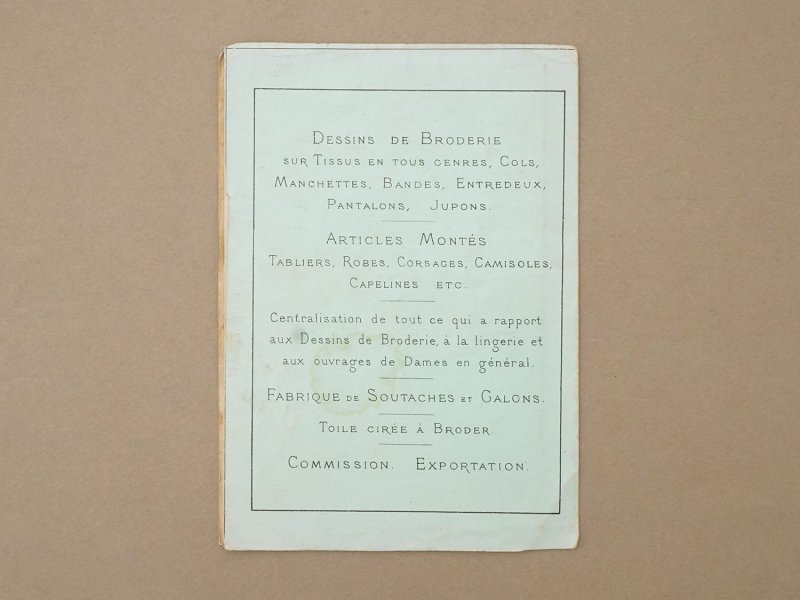 Dessins de Broderie
sur Tissus en tous genres, Cols,
Manchettes, Bandes, Entredeux,
Pantalons, Jupons.
Articles Montés
Tabliers, Robes, Corsages, Camisoles,
Capelines etc.
Centralisation de tout ce qui a rapport
aux Dessins de Broderie, à la lingerie et
aux ouvrages de Dames en général.
Fabrique de Soutaches et Galons.
Toile cirée à Broder
Commission. Exportation.